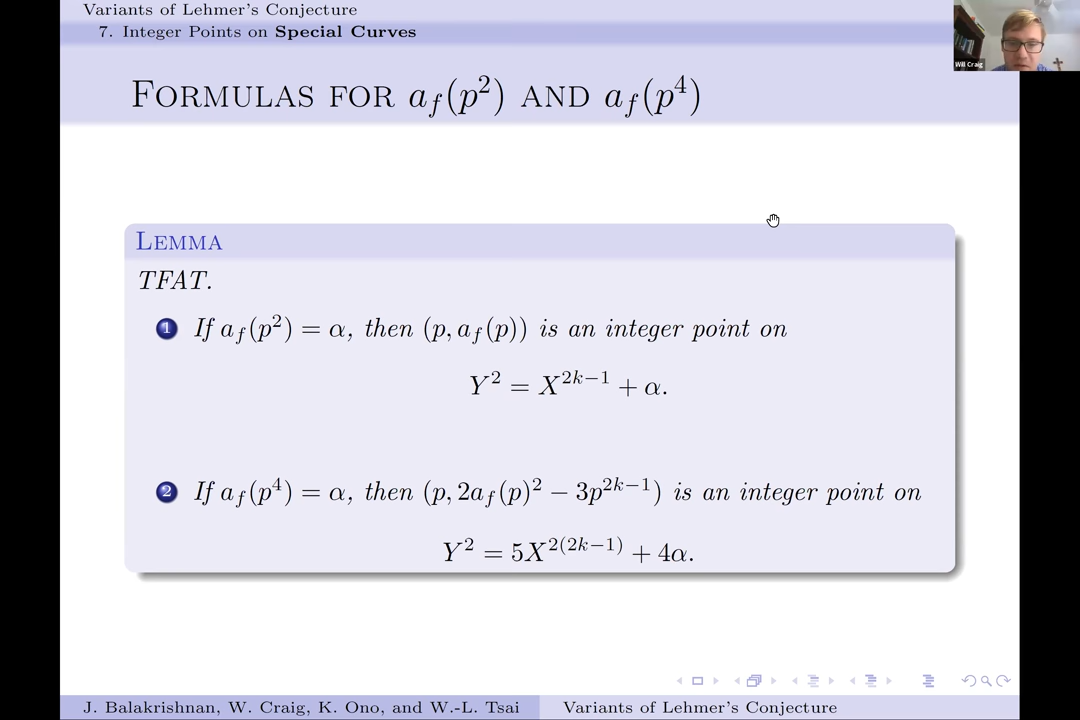 Variants of Lehmer's Conjecture
7. Integer Points on Special Curves
Will Craig
FORMULAS FOR a_f(p^2) AND a_f(p^4)
LEMMA
TFAT.
1 If a_f(p^2) = α, then (p, a_f(p)) is an integer point on
Y^2 = X^{2k−1} + α.
2 If a_f(p^4) = α, then (p, 2a_f(p)^2 − 3p^{2k−1}) is an integer point on
Y^2 = 5X^{2(2k−1)} + 4α.
J. Balakrishnan, W. Craig, K. Ono, and W.-L. Tsai
Variants of Lehmer's Conjecture